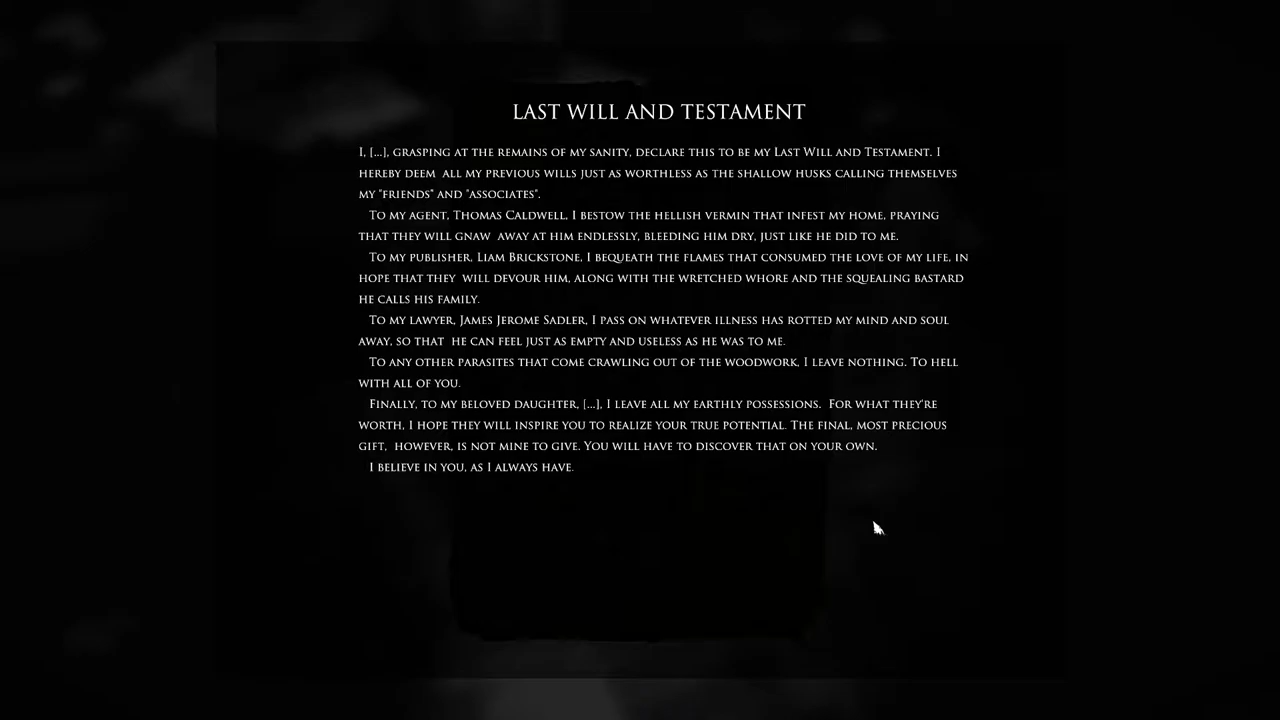 LAST WILL AND TESTAMENT
I, [...], GRASPING AT THE REMAINS OF MY SANITY, DECLARE THIS TO BE MY LAST WILL AND TESTAMENT. I
HEREBY DEEM ALL MY PREVIOUS WILLS JUST AS WORTHLESS AS THE SHALLOW HUSKS CALLING THEMSELVES
MY "FRIENDS" AND "ASSOCIATES".
TO MY AGENT, THOMAS CALDWELL, I BESTOW THE HELLISH VERMIN THAT INFEST MY HOME, PRAYING
THAT THEY WILL GNAW AWAY AT HIM ENDLESSLY, BLEEDING HIM DRY, JUST LIKE HE DID TO ME.
TO MY PUBLISHER, LIAM BRICKSTONE, I BEQUEATH THE FLAMES THAT CONSUMED THE LOVE OF MY LIFE, IN
HOPE THAT THEY WILL DEVOUR HIM, ALONG WITH THE WRETCHED WHORE AND THE SQUEALING BASTARD
HE CALLS HIS FAMILY.
TO MY LAWYER, JAMES JEROME SADLER, I PASS ON WHATEVER ILLNESS HAS ROTTED MY MIND AND SOUL
AWAY, SO THAT HE CAN FEEL JUST AS EMPTY AND USELESS AS HE WAS TO ME.
TO ANY OTHER PARASITES THAT COME CRAWLING OUT OF THE WOODWORK, I LEAVE NOTHING. TO HELL
WITH ALL OF YOU.
FINALLY, TO MY BELOVED DAUGHTER, [...], I LEAVE ALL MY EARTHLY POSSESSIONS. FOR WHAT THEY'RE
WORTH, I HOPE THEY WILL INSPIRE YOU TO REALIZE YOUR TRUE POTENTIAL. THE FINAL, MOST PRECIOUS
GIFT, HOWEVER, IS NOT MINE TO GIVE. YOU WILL HAVE TO DISCOVER THAT ON YOUR OWN.
I BELIEVE IN YOU, AS I ALWAYS HAVE.